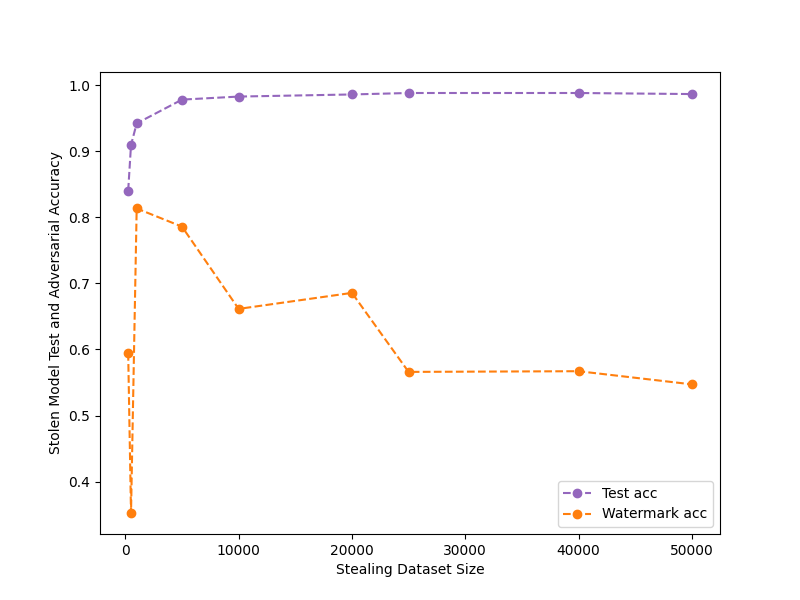 1.0
0.9
0.8
0.7
0.6
0.5
0.4
Stolen Model Test and Adversarial Accuracy
Test acc
Watermark acc
0 10000 20000 30000 40000 50000
Stealing Dataset Size